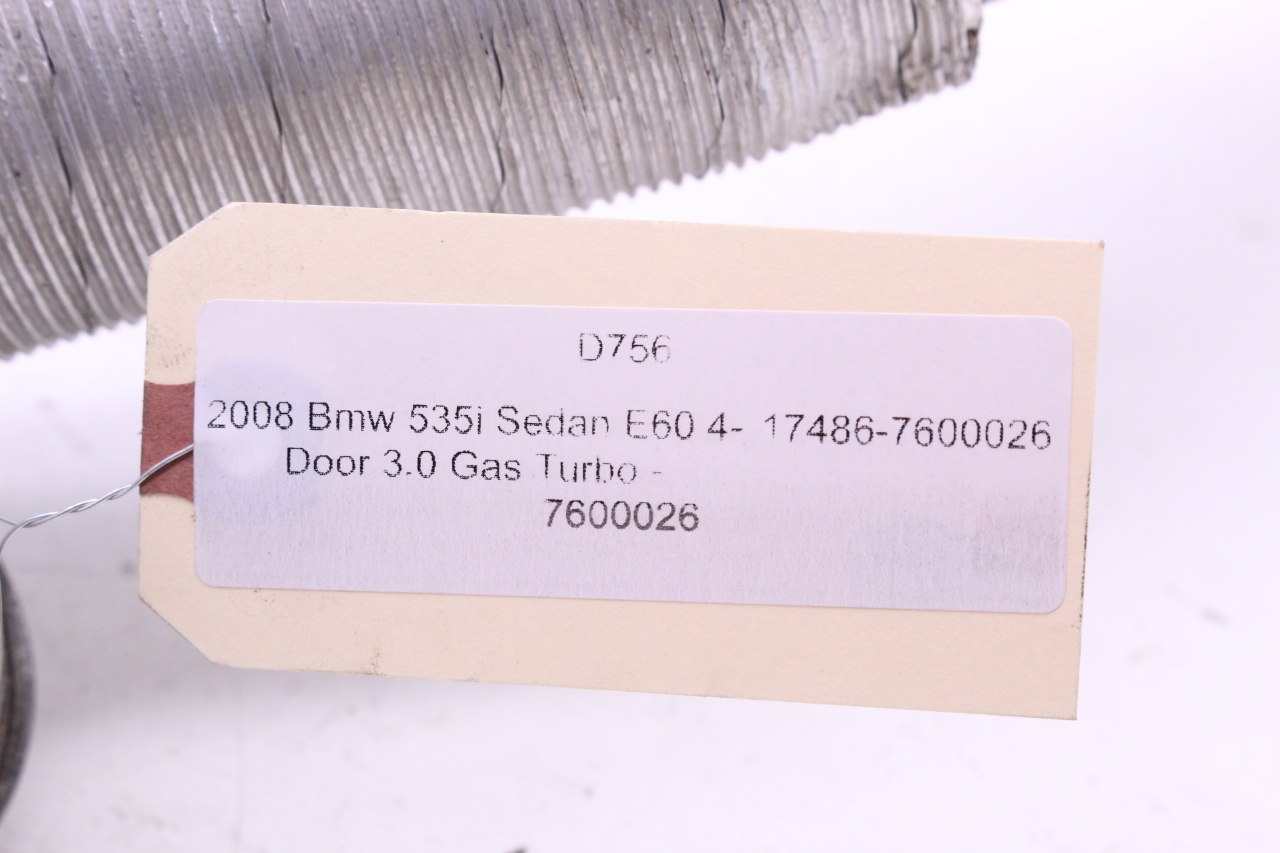 D756
2008 Bmw 535i Sedan E60 4- 17486-7600026
Door 3.0 Gas Turbo -
7600026